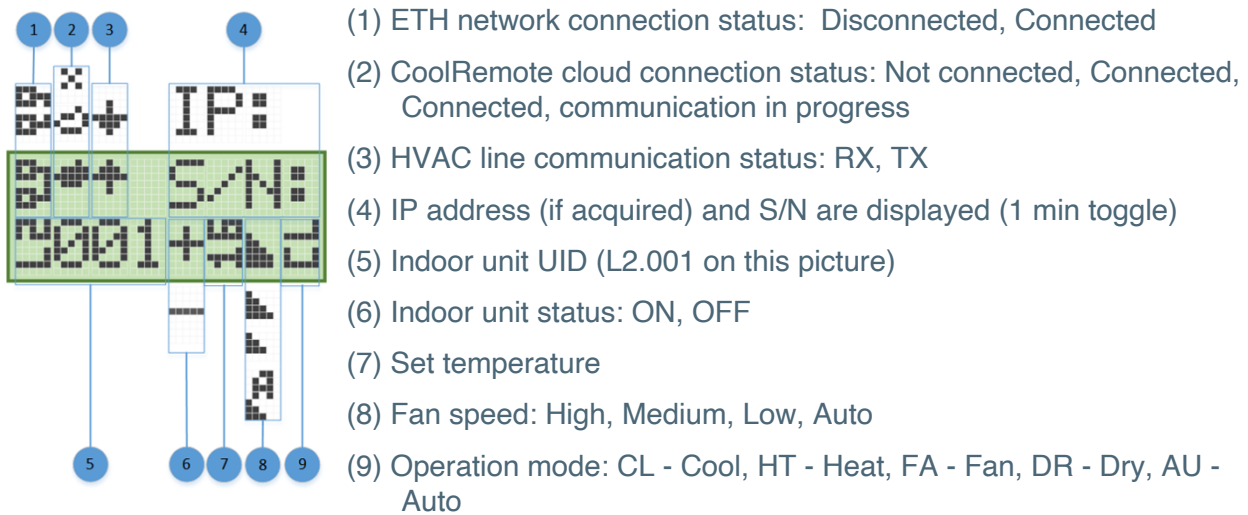 1 2 3 4
IP:
S/N:
001
A
5 6 7 8 9
(1) ETH network connection status: Disconnected, Connected
(2) CoolRemote cloud connection status: Not connected, Connected,
Connected, communication in progress
(3) HVAC line communication status: RX, TX
(4) IP address (if acquired) and S/N are displayed (1 min toggle)
(5) Indoor unit UID (L2.001 on this picture)
(6) Indoor unit status: ON, OFF
(7) Set temperature
(8) Fan speed: High, Medium, Low, Auto
(9) Operation mode: CL - Cool, HT - Heat, FA - Fan, DR - Dry, AU -
Auto